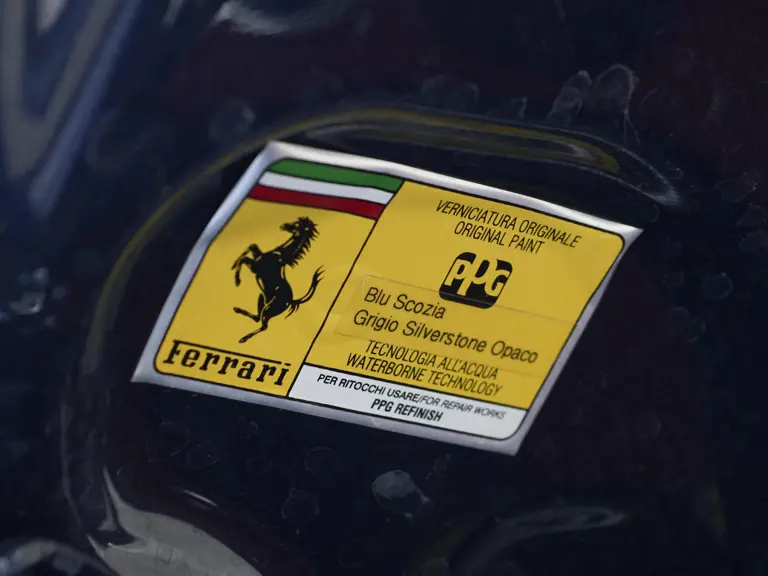 Ferrari
VERNICIATURA ORIGINALE
ORIGINAL PAINT
PPG
Blu Scozia
Grigio Silverstone Opaco
TECNOLOGIA ALL'ACQUA
WATERBORNE TECHNOLOGY
PER RITOCCHI USARE/FOR REPAIR WORKS
PPG REFINISH